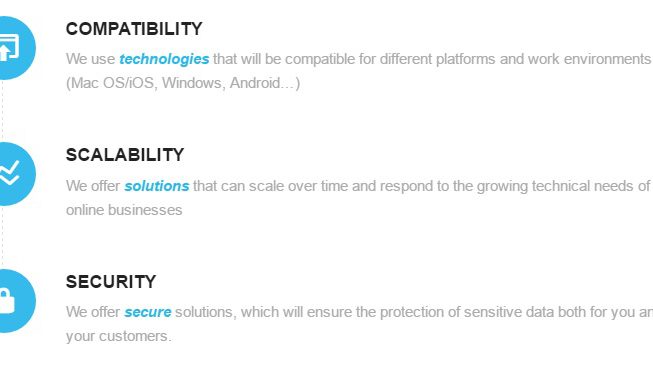 COMPATIBILITY
We use technologies that will be compatible for different platforms and work environments
(Mac OS/iOS, Windows, Android…)
SCALABILITY
We offer solutions that can scale over time and respond to the growing technical needs of
online businesses
SECURITY
We offer secure solutions, which will ensure the protection of sensitive data both for you
your customers.